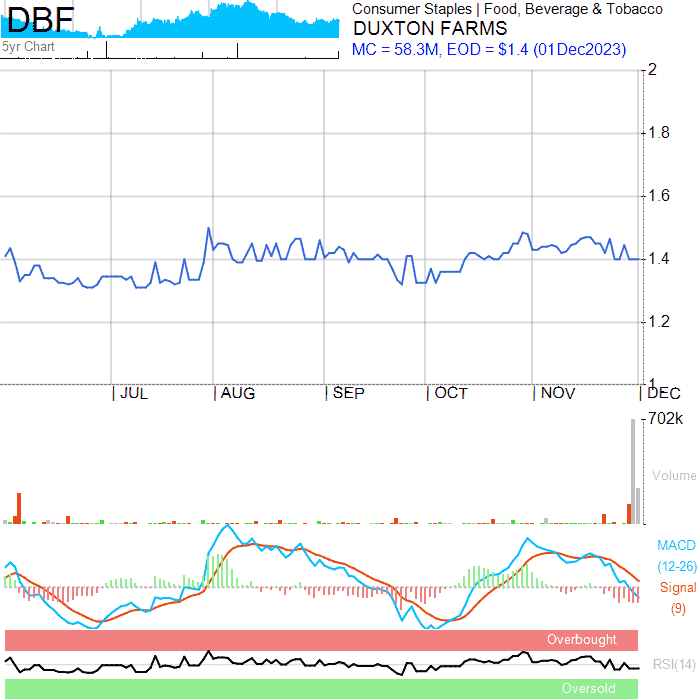 DBF
5yr Chart
Consumer Staples | Food, Beverage & Tobacco
DUXTON FARMS
MC = 58.3M, EOD = $1.4 (01Dec2023)
2
1.8
1.6
1.4
1.2
1
JUL
AUG
SEP
OCT
NOV
DEC
702k
Volume
MACD
(12-26)
Signal
(9)
Overbought
RSI(14)
Oversold